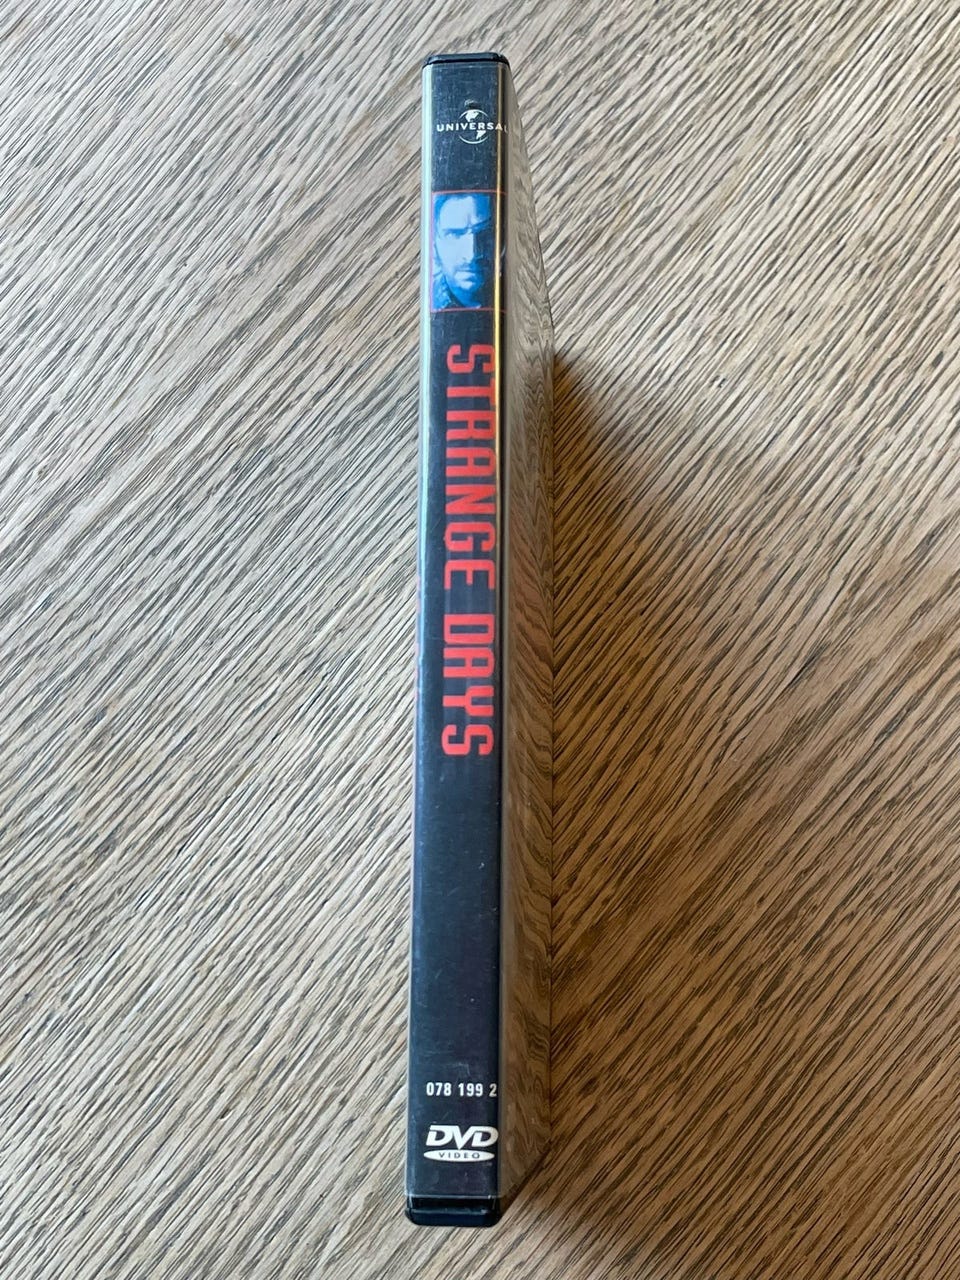 UNIVERSAL
STRANGE DAYS
078 199 2
DVD
VIDEO